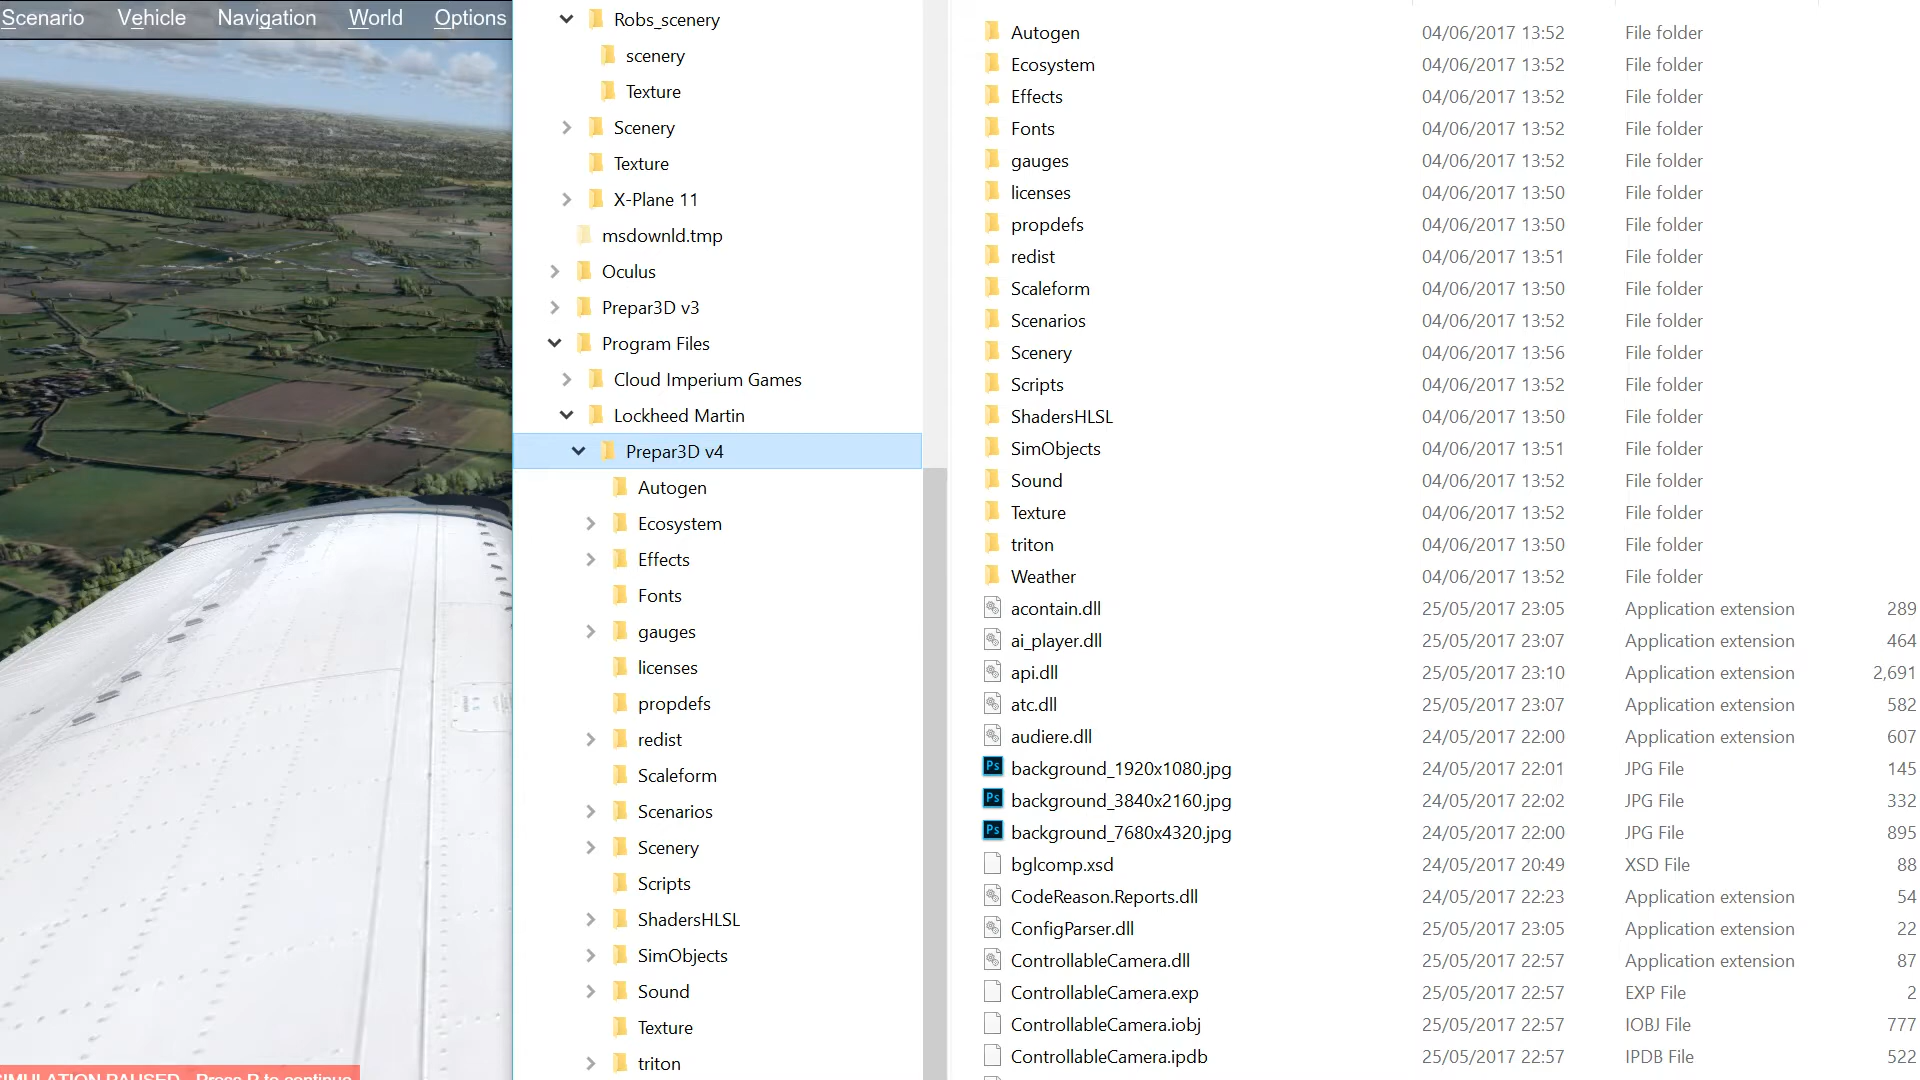 Scenario Vehicle Navigation World Options
Robs_scenery
scenery
Texture
Scenery
Texture
X-Plane 11
msdownld.tmp
Oculus
Prepar3D v3
Program Files
Cloud Imperium Games
Lockheed Martin
Prepar3D v4
Autogen
Ecosystem
Effects
Fonts
gauges
licenses
propdefs
redist
Scaleform
Scenarios
Scenery
Scripts
ShadersHLSL
SimObjects
Sound
Texture
triton
Autogen 04/06/2017 13:52 File folder
Ecosystem 04/06/2017 13:52 File folder
Effects 04/06/2017 13:52 File folder
Fonts 04/06/2017 13:52 File folder
gauges 04/06/2017 13:52 File folder
licenses 04/06/2017 13:50 File folder
propdefs 04/06/2017 13:50 File folder
redist 04/06/2017 13:51 File folder
Scaleform 04/06/2017 13:50 File folder
Scenarios 04/06/2017 13:52 File folder
Scenery 04/06/2017 13:56 File folder
Scripts 04/06/2017 13:52 File folder
ShadersHLSL 04/06/2017 13:50 File folder
SimObjects 04/06/2017 13:51 File folder
Sound 04/06/2017 13:52 File folder
Texture 04/06/2017 13:52 File folder
triton 04/06/2017 13:50 File folder
Weather 04/06/2017 13:52 File folder
acontain.dll 25/05/2017 23:05 Application extension 289
ai_player.dll 25/05/2017 23:07 Application extension 464
api.dll 25/05/2017 23:10 Application extension 2,691
atc.dll 25/05/2017 23:07 Application extension 582
audiere.dll 24/05/2017 22:00 Application extension 607
background_1920x1080.jpg 24/05/2017 22:01 JPG File 145
background_3840x2160.jpg 24/05/2017 22:02 JPG File 332
background_7680x4320.jpg 24/05/2017 22:00 JPG File 895
bglcomp.xsd 24/05/2017 20:49 XSD File 88
CodeReason.Reports.dll 24/05/2017 22:23 Application extension 54
ConfigParser.dll 25/05/2017 23:05 Application extension 22
ControllableCamera.dll 25/05/2017 22:57 Application extension 87
ControllableCamera.exp 25/05/2017 22:57 EXP File 2
ControllableCamera.iobj 25/05/2017 22:57 IOBJ File 777
ControllableCamera.ipdb 25/05/2017 22:57 IPDB File 522
SIMULATION PAUSED - Press P to continue